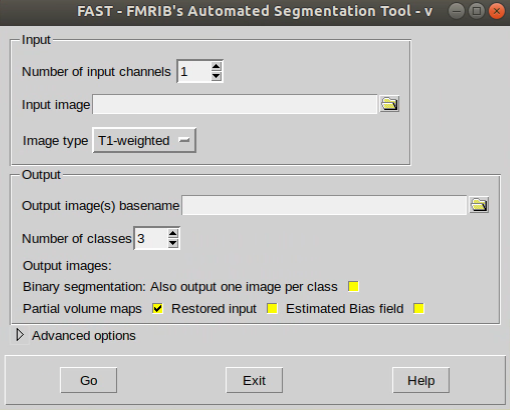 FAST - FMRIB's Automated Segmentation Tool - v
Input
Number of input channels 1
Input image
Image type T1-weighted
Output
Output image(s) basename
Number of classes 3
Output images:
Binary segmentation: Also output one image per class
Partial volume maps Restored input Estimated Bias field
Advanced options
Go Exit Help